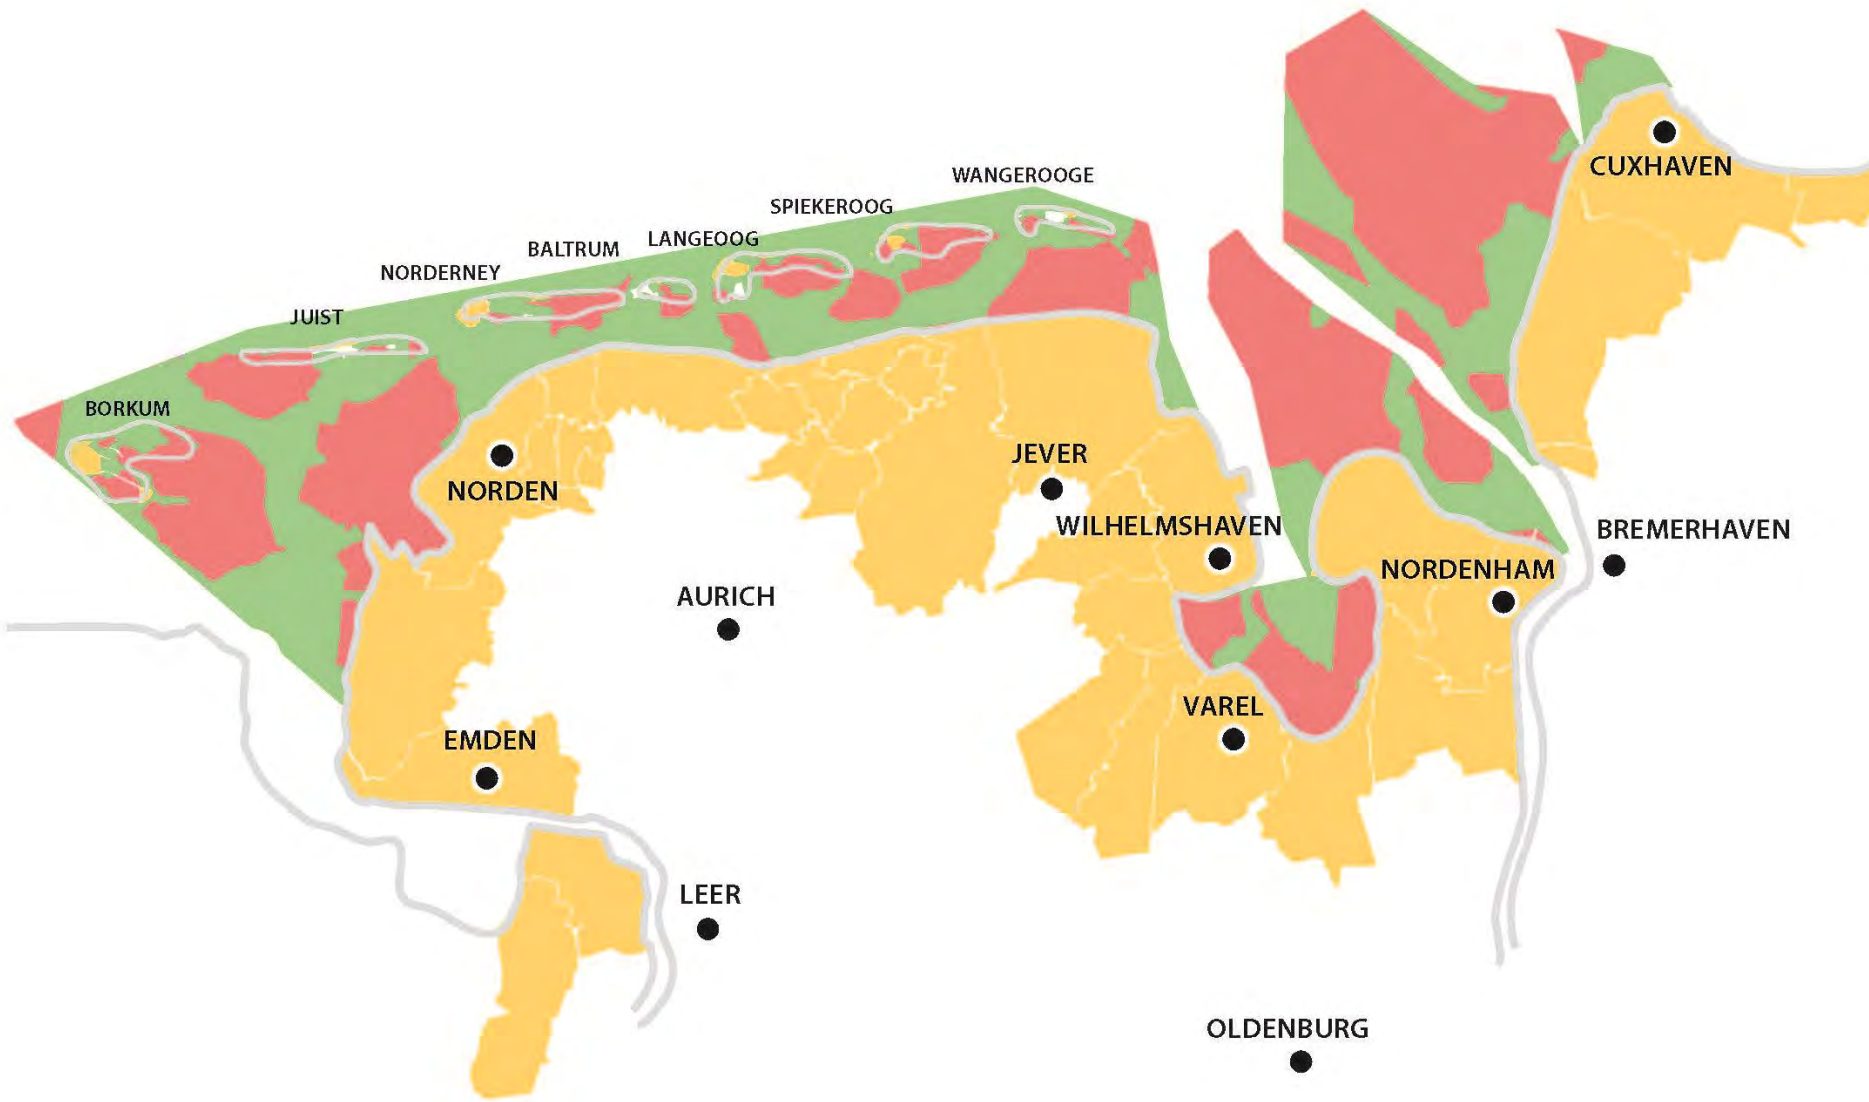 CUXHAVEN
WANGEROOGE
SPIEKEROOG
LANGEOOG
BALTRUM
NORDERNEY
JUIST
BORKUM
JEVER
NORDEN
WILHELMSHAVEN
BREMERHAVEN
NORDENHAM
AURICH
VAREL
EMDEN
LEER
OLDENBURG